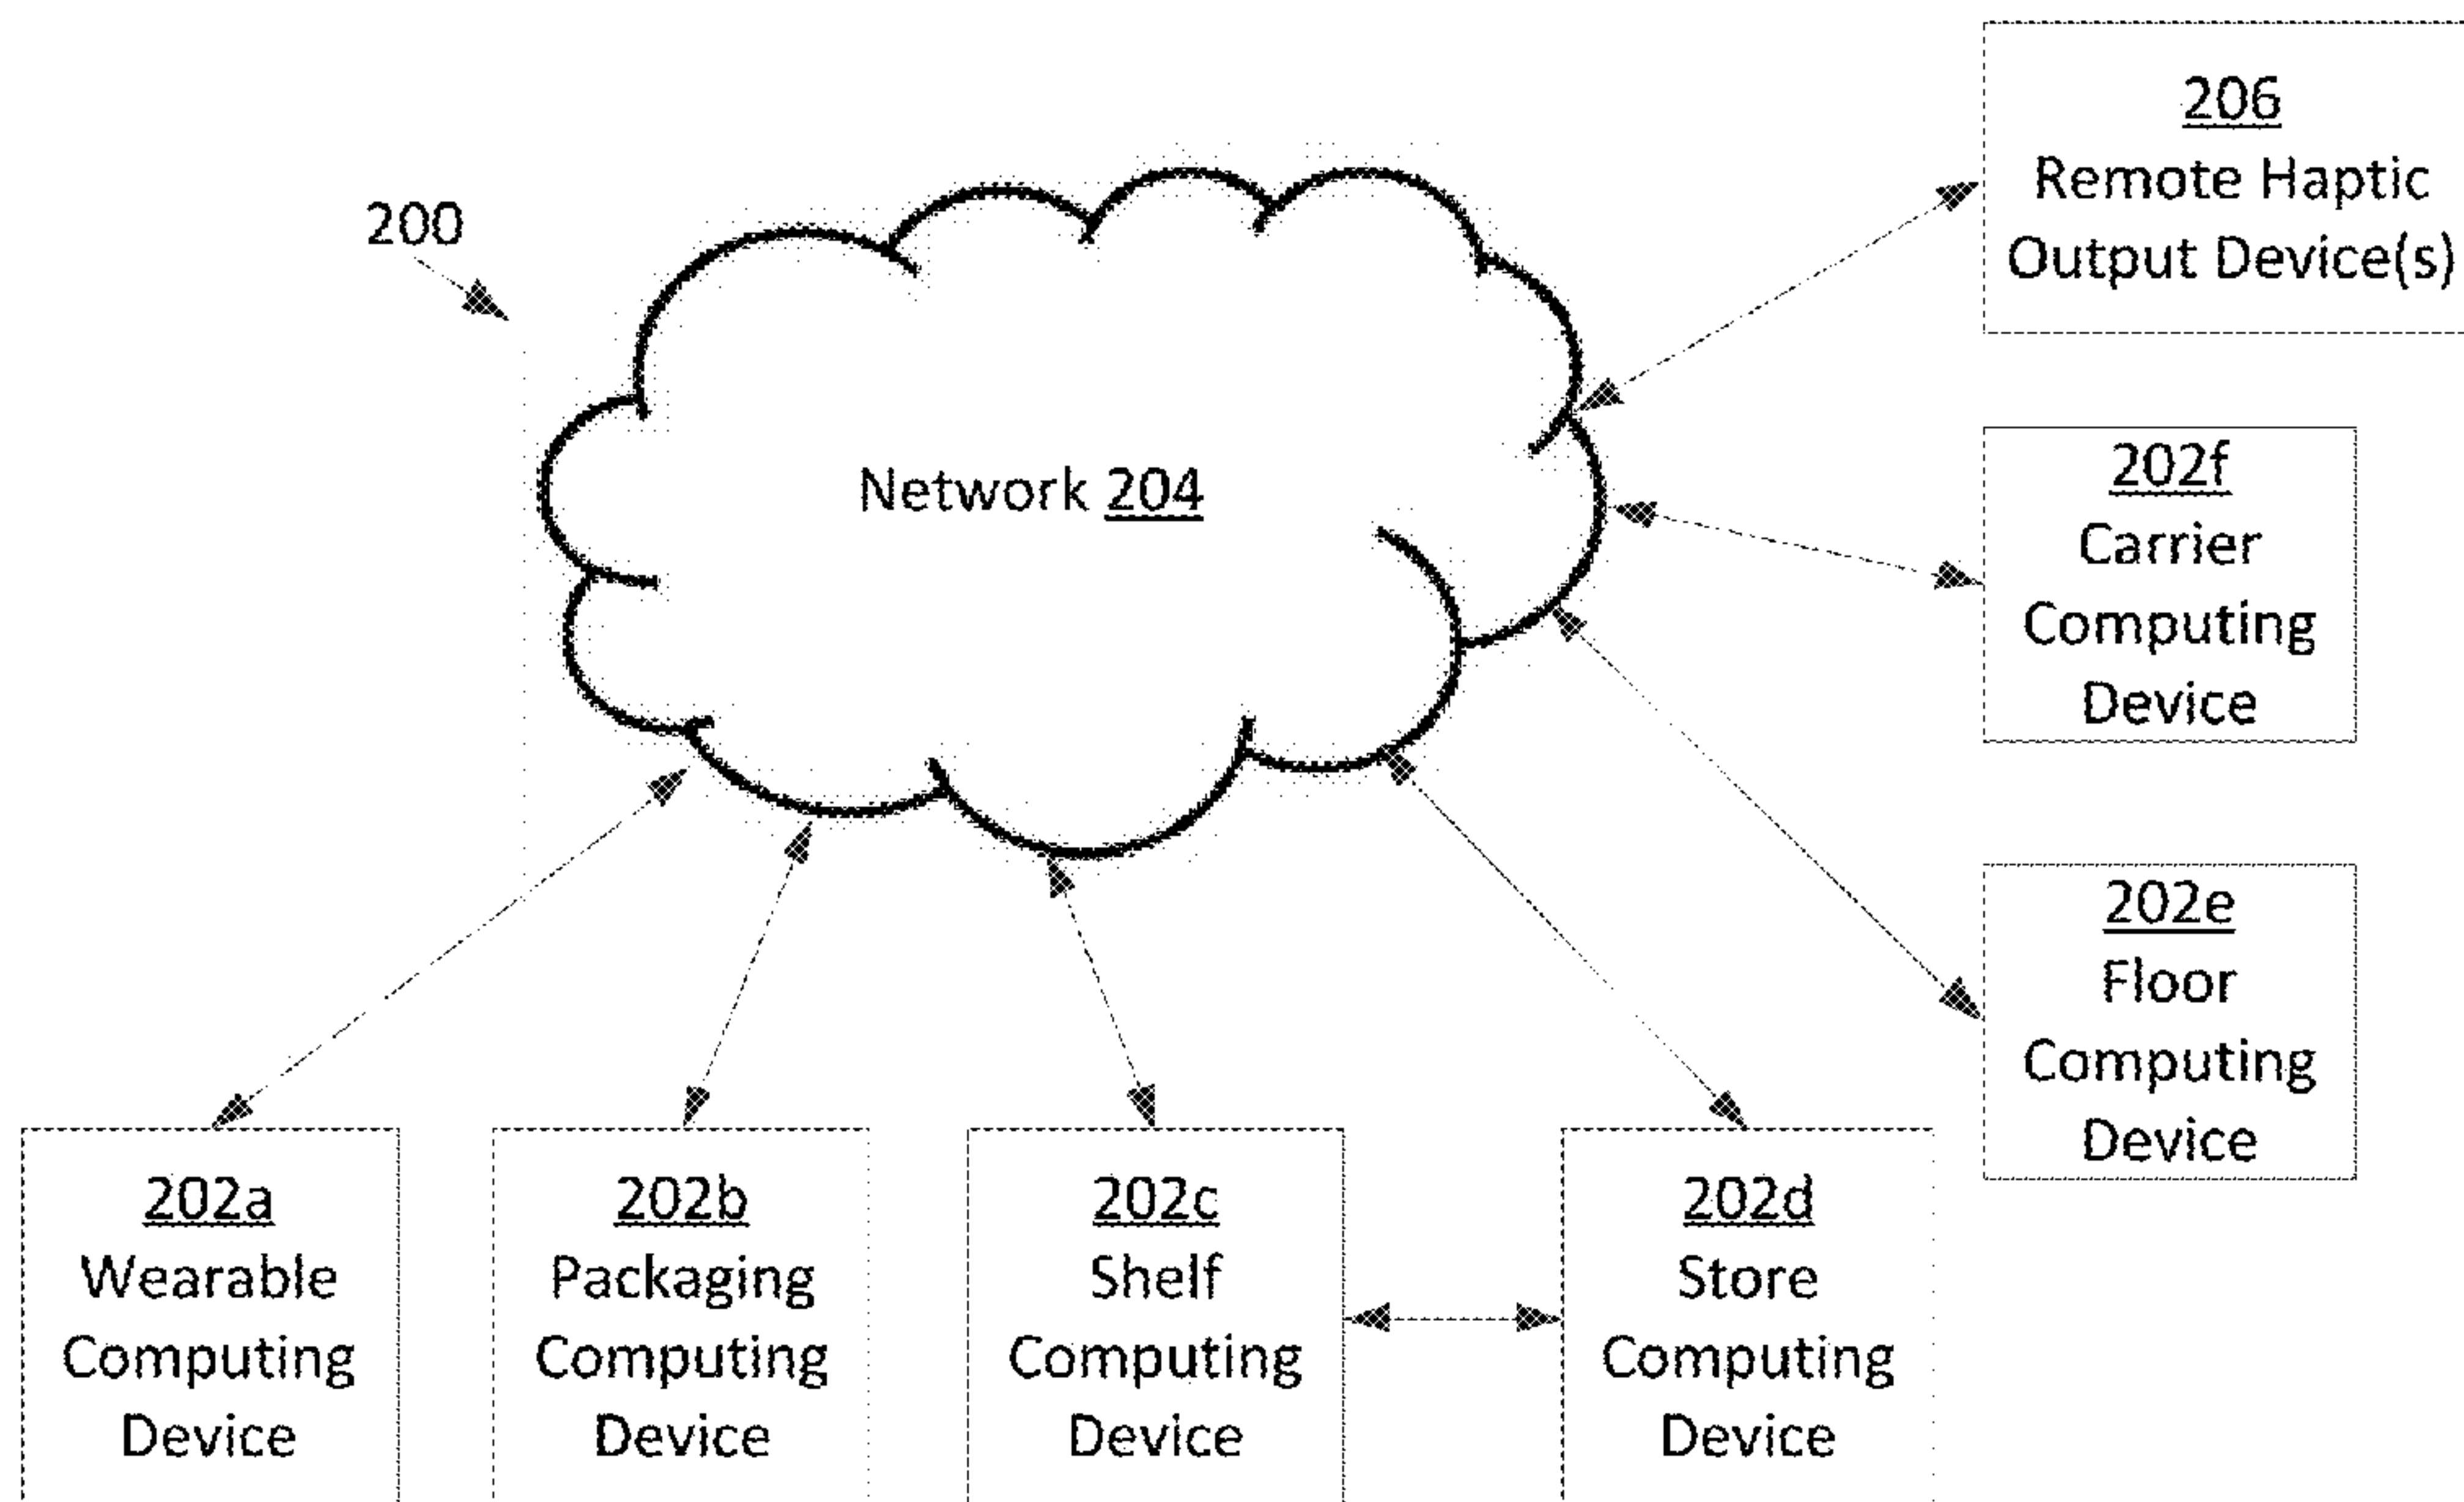 206
Remote Haptic
Output Device(s)
200
Network 204
202f
Carrier
Computing
Device
202e
Floor
Computing
Device
202a
Wearable
Computing
Device
202b
Packaging
Computing
Device
202c
Shelf
Computing
Device
202d
Store
Computing
Device